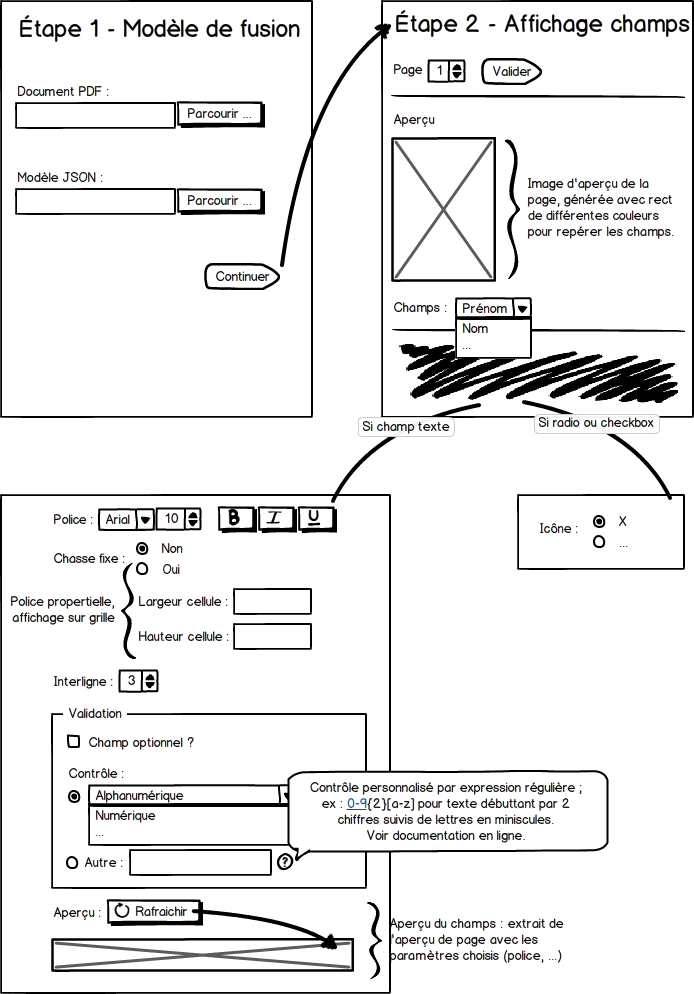 Étape 1 - Modèle de fusion
Document PDF :
Parcourir ...
Modèle JSON :
Parcourir ...
Continuer
Étape 2 - Affichage champs
Page 1 Valider
Aperçu
Image d'aperçu de la
page, générée avec rect
de différentes couleurs
pour repérer les champs.
Champs : Prénom
Nom
...
Si champ texte
Si radio ou checkbox
Police : Arial 10 B I U
Chasse fixe :
Non
Oui
Police propertielle,
affichage sur grille
Largeur cellule :
Hauteur cellule :
Interligne : 3
Validation
Champ optionnel ?
Contrôle :
Alphanumérique
Numérique
...
Autre : ?
Contrôle personnalisé par expression régulière ;
ex : 0-9{2}[a-z] pour texte débuttant par 2
chiffres suivis de lettres en miniscules.
Voir documentation en ligne.
Aperçu : Rafraichir
Aperçu du champs : extrait de
l'aperçu de page avec les
paramètres choisis (police, ...)
Icône :
X
...